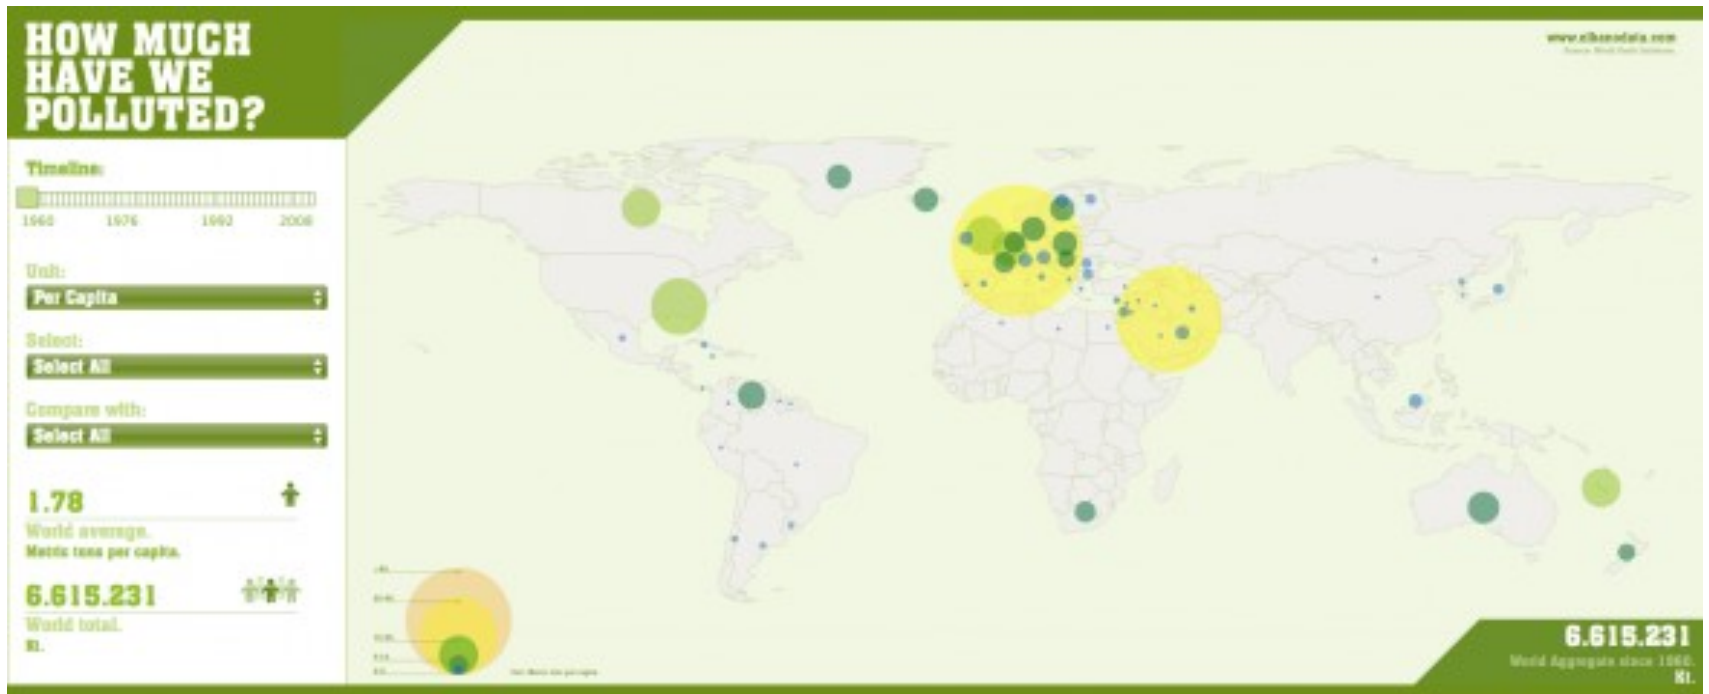 HOW MUCH
HAVE WE
POLLUTED?
Timeline:
1960 1976 1992 2008
Unit:
Per Capita
Select:
Select All
Compare with:
Select All
1.78
World average.
Metric tons per capita.
6.615.231
World total.
Kt.
6.615.231
World Aggregate since 1960.
Kt.